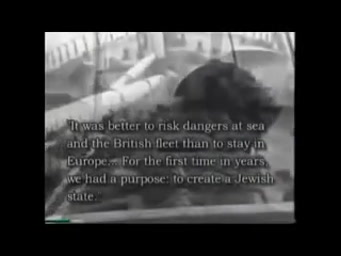 "It was better to risk dangers at sea
and the British fleet than to stay in
Europe... For the first time in years,
we had a purpose: to create a Jewish
state.